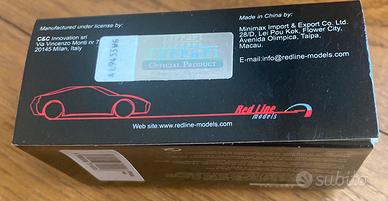 Manufactured under license by:
C&C Innovation srl
Via Vincenzo Monti nr
20145 Milan, Italy
OFFICIAL PRODUCT
Made in China by:
Minimax Import & Export Co. Ltd.
28/D, Lei Pou Kok, Flower City,
Avenida Olimpica, Taipa,
Macau.
E-mail:info@redline-models.com
Red Line
models
Web site:www.redline-models.com
subito